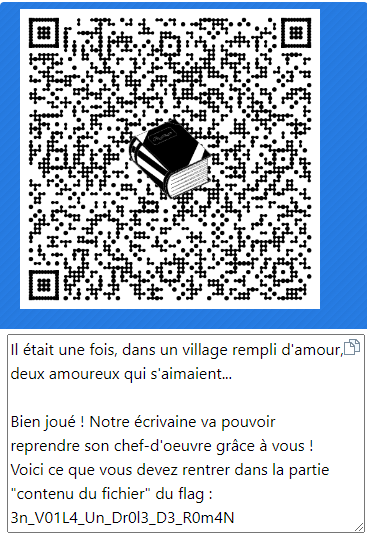 Il était une fois, dans un village rempli d'amour,
deux amoureux qui s'aimaient...
Bien joué ! Notre écrivaine va pouvoir
reprendre son chef-d'oeuvre grâce à vous !
Voici ce que vous devez rentrer dans la partie
"contenu du fichier" du flag :
3n_V01L4_Un_Dr0l3_D3_R0m4N